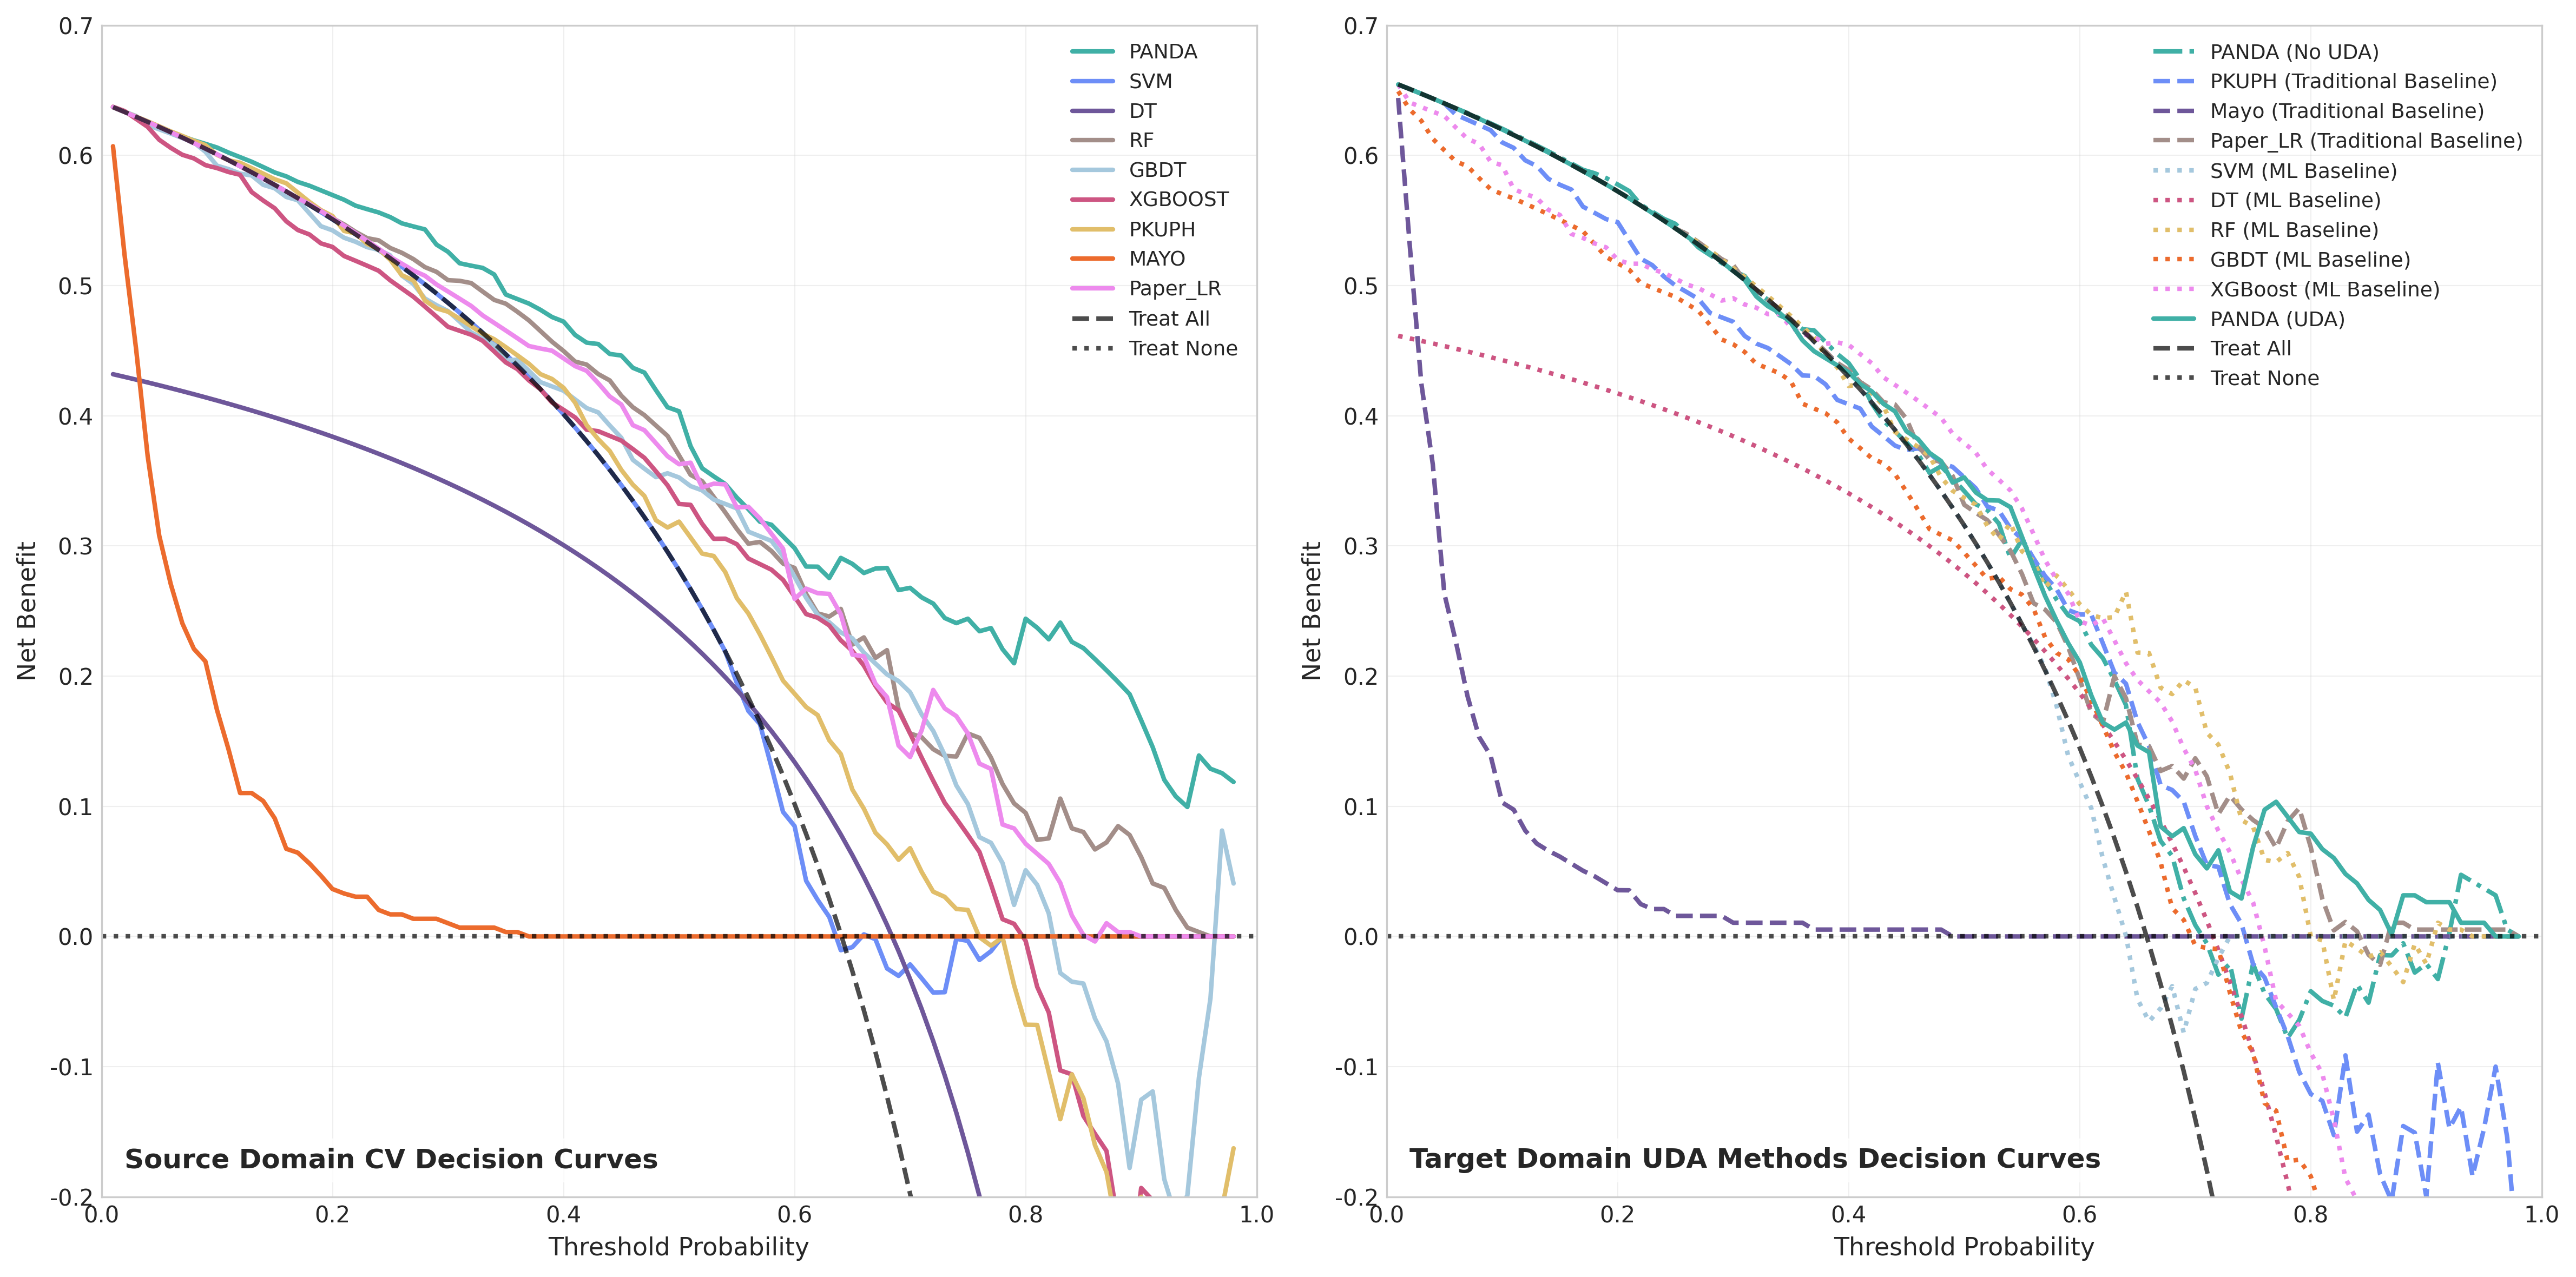 0.7
0.6
0.5
0.4
0.3
0.2
0.1
0.0
-0.1
-0.2
Net Benefit
PANDA
SVM
DT
RF
GBDT
XGBOOST
PKUPH
MAYO
Paper_LR
Treat All
Treat None
Source Domain CV Decision Curves
0.0 0.2 0.4 0.6 0.8 1.0
Threshold Probability
0.7
0.6
0.5
0.4
0.3
0.2
0.1
0.0
-0.1
-0.2
Net Benefit
PANDA (No UDA)
PKUPH (Traditional Baseline)
Mayo (Traditional Baseline)
Paper_LR (Traditional Baseline)
SVM (ML Baseline)
DT (ML Baseline)
RF (ML Baseline)
GBDT (ML Baseline)
XGBoost (ML Baseline)
PANDA (UDA)
Treat All
Treat None
Target Domain UDA Methods Decision Curves
0.0 0.2 0.4 0.6 0.8 1.0
Threshold Probability